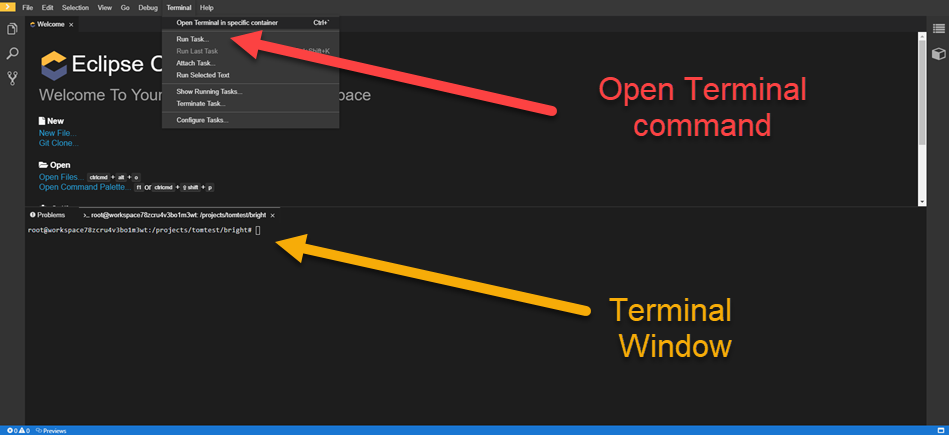 File Edit Selection View Go Debug Terminal Help
Welcome ×
Open Terminal in specific container Ctrl+`
Run Task...
Run Last Task Shift+K
Attach Task...
Run Selected Text
Show Running Tasks...
Terminate Task...
Configure Tasks...
Eclipse C
Welcome To Your
pace
New
New File...
Git Clone...
Open
Open Files... ctrlcmd + alt + o
Open Command Palette... f1 or ctrlcmd + ⇧ shift + p
Open Terminal
command
Problems >_ root@workspace78zcru4v3bo1m3wt: /projects/tomtest/bright ×
root@workspace78zcru4v3bo1m3wt:/projects/tomtest/bright#
Terminal
Window
0 0 Previews